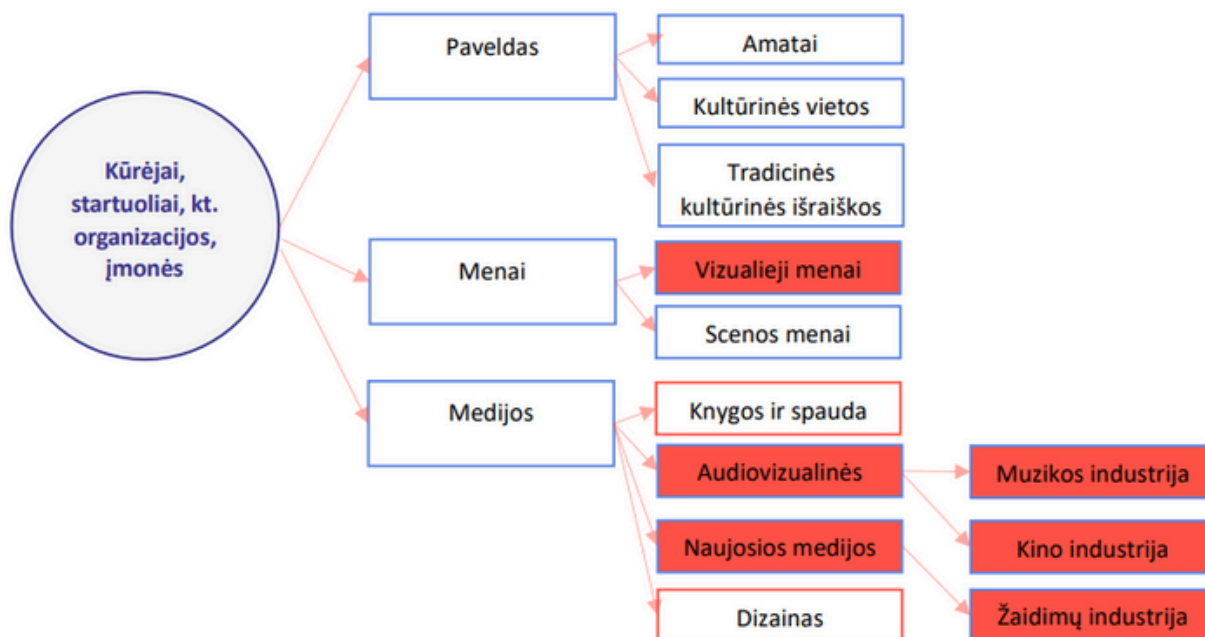 Kūrėjai,
startuoliai, kt.
organizacijos,
įmonės
Paveldas
Amatai
Kultūrinės vietos
Tradicinės
kultūrinės išraiškos
Menai
Vizualieji menai
Scenos menai
Medijos
Knygos ir spauda
Audiovizualinės
Muzikos industrija
Kino industrija
Naujosios medijos
Žaidimų industrija
Dizainas